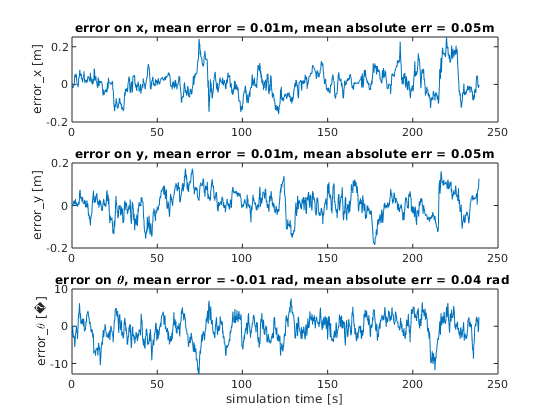 error on x, mean error = 0.01m, mean absolute err = 0.05m
error_x [m]
0.2
0
-0.2
0 50 100 150 200 250
error on y, mean error = 0.01m, mean absolute err = 0.05m
error_y [m]
0.2
0
-0.2
0 50 100 150 200 250
error on θ, mean error = -0.01 rad, mean absolute err = 0.04 rad
error_θ [�]
10
0
-10
0 50 100 150 200 250
simulation time [s]